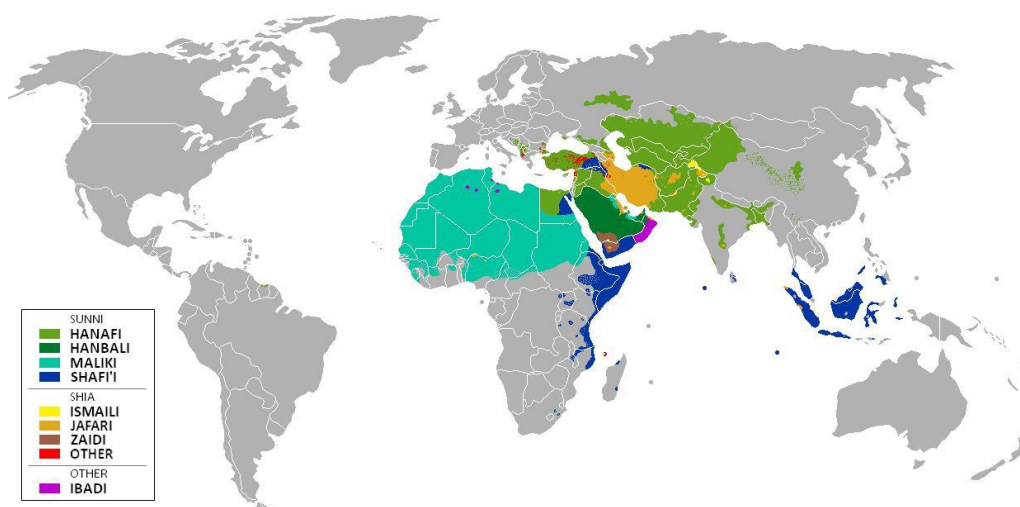 SUNNI
HANAFI
HANBALI
MALIKI
SHAFI'I
SHIA
ISMAILI
JAFARI
ZAIDI
OTHER
OTHER
IBADI